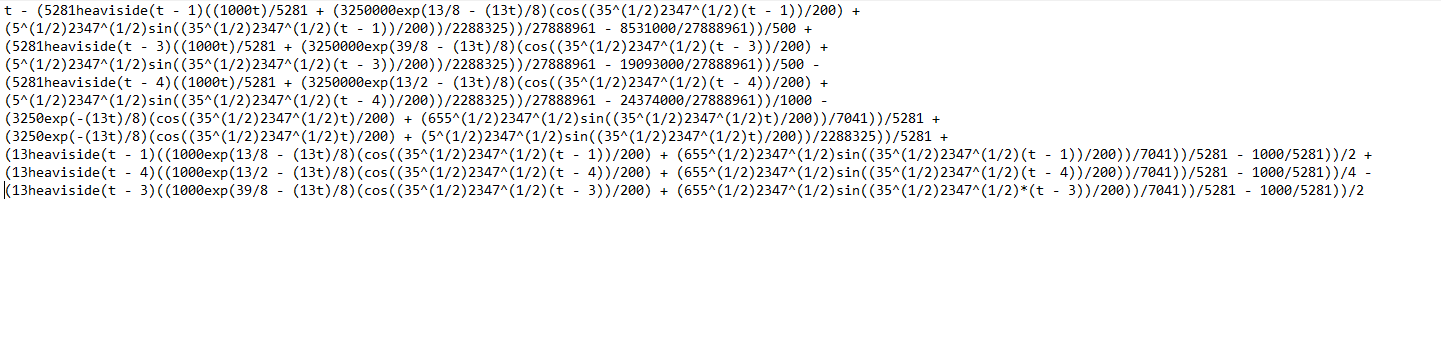 t - (5281heaviside(t - 1)((1000t)/5281 + (3250000exp(13/8 - (13t)/8)(cos((35^(1/2)2347^(1/2)(t - 1))/200) +
(5^(1/2)2347^(1/2)sin((35^(1/2)2347^(1/2)(t - 1))/200))/2288325))/27888961 - 8531000/27888961))/500 +
(5281heaviside(t - 3)((1000t)/5281 + (3250000exp(39/8 - (13t)/8)(cos((35^(1/2)2347^(1/2)(t - 3))/200) +
(5^(1/2)2347^(1/2)sin((35^(1/2)2347^(1/2)(t - 3))/200))/2288325))/27888961 - 19093000/27888961))/500 -
(5281heaviside(t - 4)((1000t)/5281 + (3250000exp(13/2 - (13t)/8)(cos((35^(1/2)2347^(1/2)(t - 4))/200) +
(5^(1/2)2347^(1/2)sin((35^(1/2)2347^(1/2)(t - 4))/200))/2288325))/27888961 - 24374000/27888961))/1000 -
(3250exp(-(13t)/8)(cos((35^(1/2)2347^(1/2)t)/200) + (655^(1/2)2347^(1/2)sin((35^(1/2)2347^(1/2)t)/200))/7041))/5281 +
(3250exp(-(13t)/8)(cos((35^(1/2)2347^(1/2)t)/200) + (5^(1/2)2347^(1/2)sin((35^(1/2)2347^(1/2)t)/200))/2288325))/5281 +
(13heaviside(t - 1)((1000exp(13/8 - (13t)/8)(cos((35^(1/2)2347^(1/2)(t - 1))/200) + (655^(1/2)2347^(1/2)sin((35^(1/2)2347^(1/2)(t - 1))/200))/7041))/5281 - 1000/5281))/2 +
(13heaviside(t - 4)((1000exp(13/2 - (13t)/8)(cos((35^(1/2)2347^(1/2)(t - 4))/200) + (655^(1/2)2347^(1/2)sin((35^(1/2)2347^(1/2)(t - 4))/200))/7041))/5281 - 1000/5281))/4 -
(13heaviside(t - 3)((1000exp(39/8 - (13t)/8)(cos((35^(1/2)2347^(1/2)(t - 3))/200) + (655^(1/2)2347^(1/2)sin((35^(1/2)2347^(1/2)*(t - 3))/200))/7041))/5281 - 1000/5281))/2